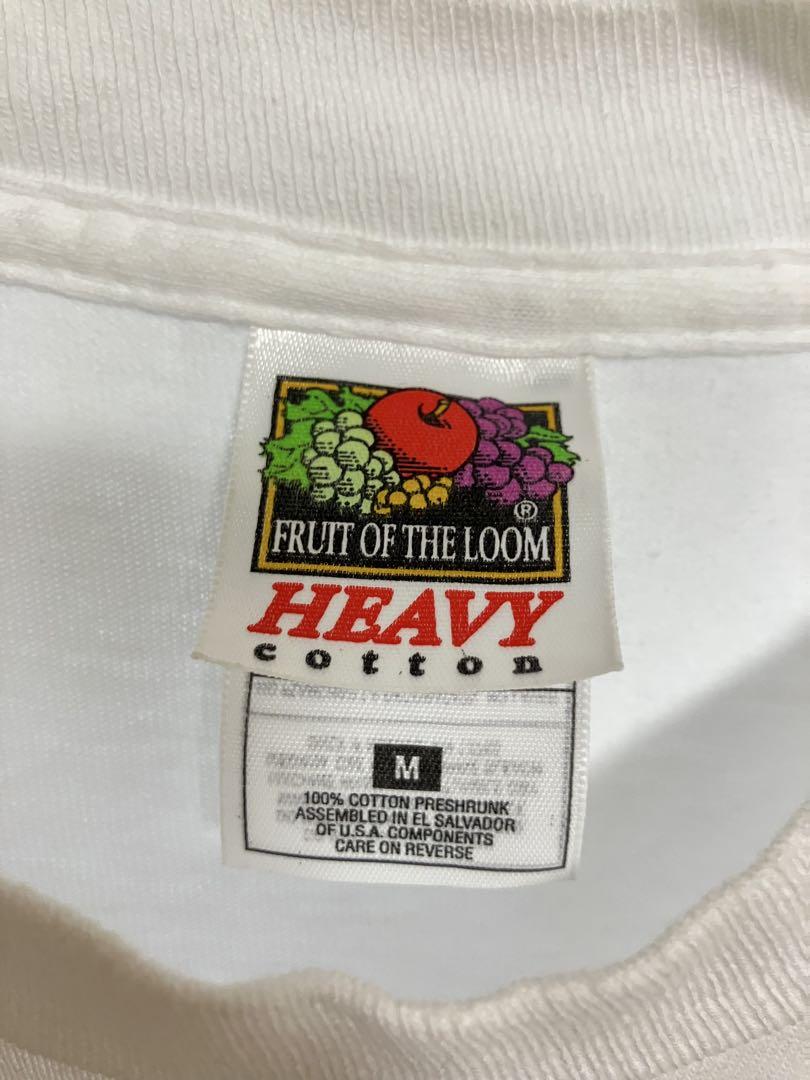 ®
FRUIT OF THE LOOM
HEAVY
cotton
M
100% COTTON PRESHRUNK
ASSEMBLED IN EL SALVADOR
OF U.S.A. COMPONENTS
CARE ON REVERSE